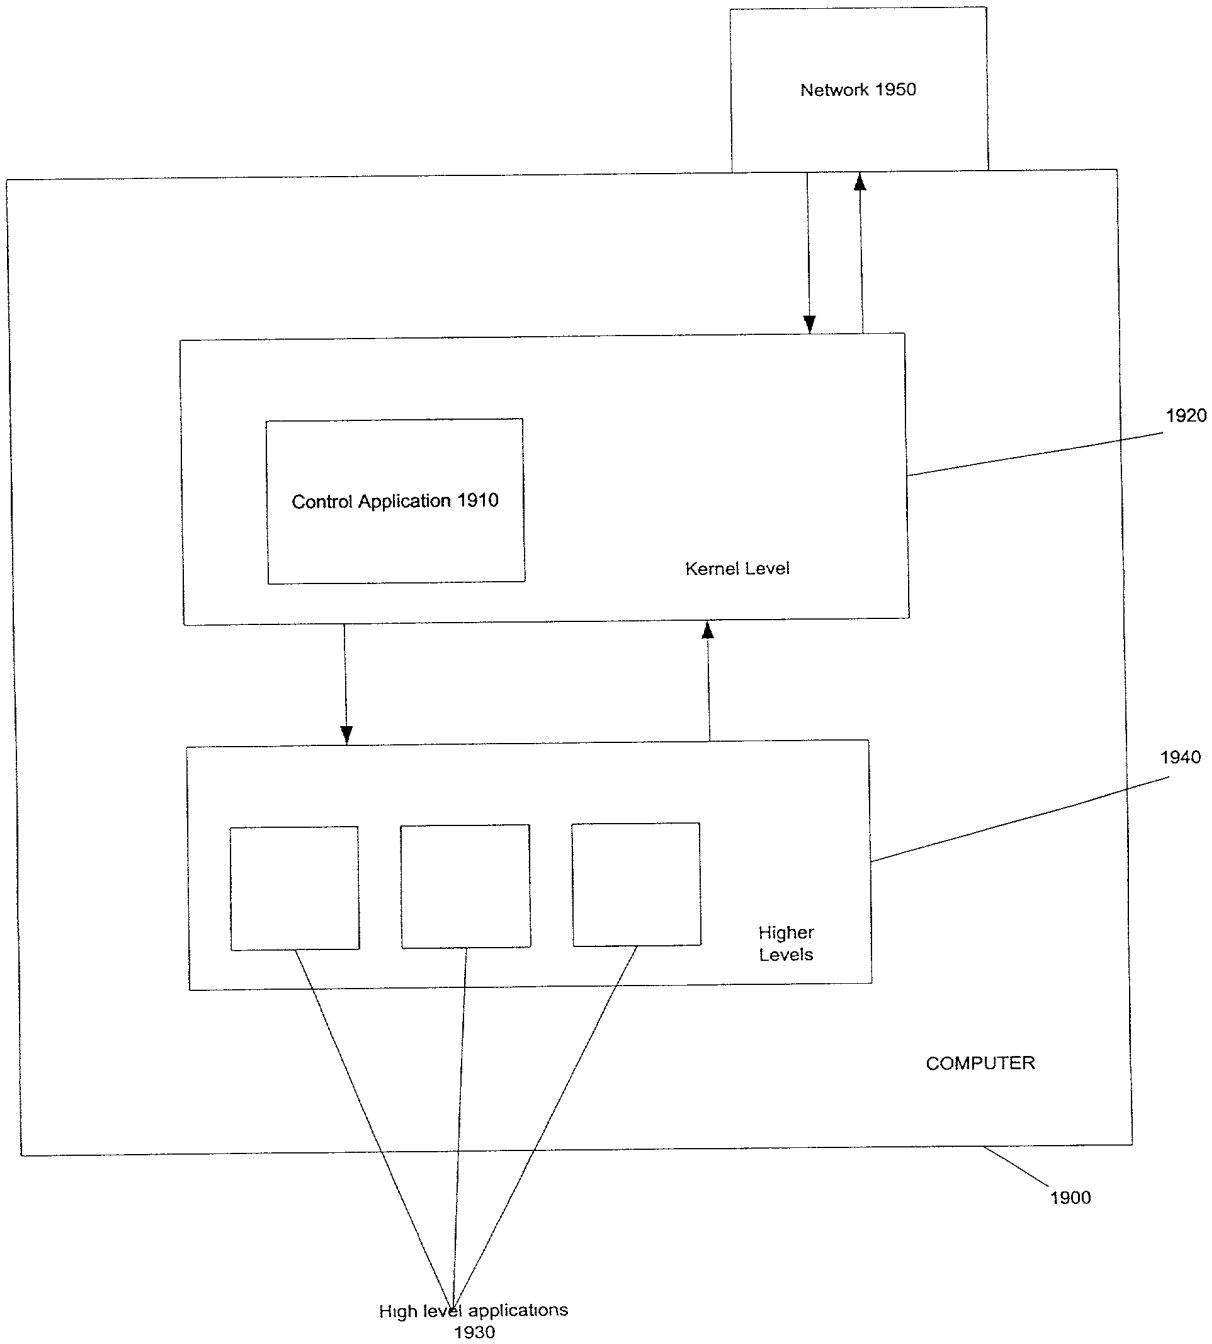 Network 1950
1920
Control Application 1910
Kernel Level
1940
Higher
Levels
COMPUTER
1900
High level applications
1930